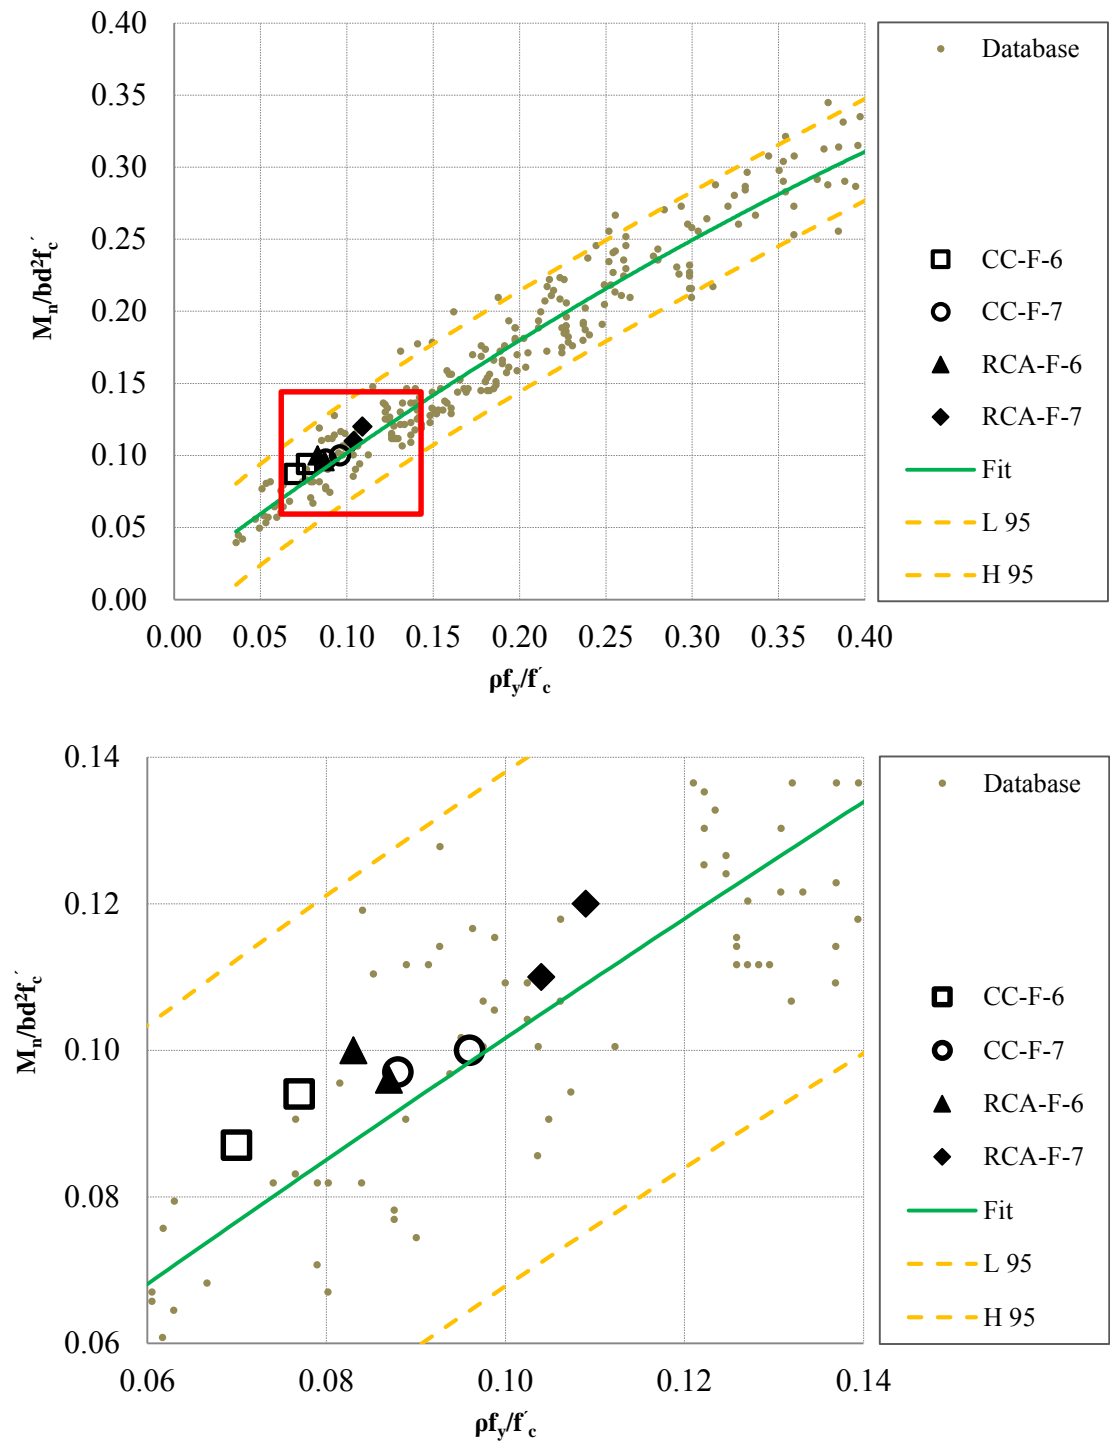 0.40
0.35
0.30
0.25
0.20
0.15
0.10
0.05
0.00
Mₙ/bd²f꜀´
0.00 0.05 0.10 0.15 0.20 0.25 0.30 0.35 0.40
ρfᵧ/f´꜀
Database
CC-F-6
CC-F-7
RCA-F-6
RCA-F-7
Fit
L 95
H 95
0.14
0.12
0.10
0.08
0.06
Mₙ/bd²f꜀´
0.06 0.08 0.10 0.12 0.14
ρfᵧ/f´꜀
Database
CC-F-6
CC-F-7
RCA-F-6
RCA-F-7
Fit
L 95
H 95